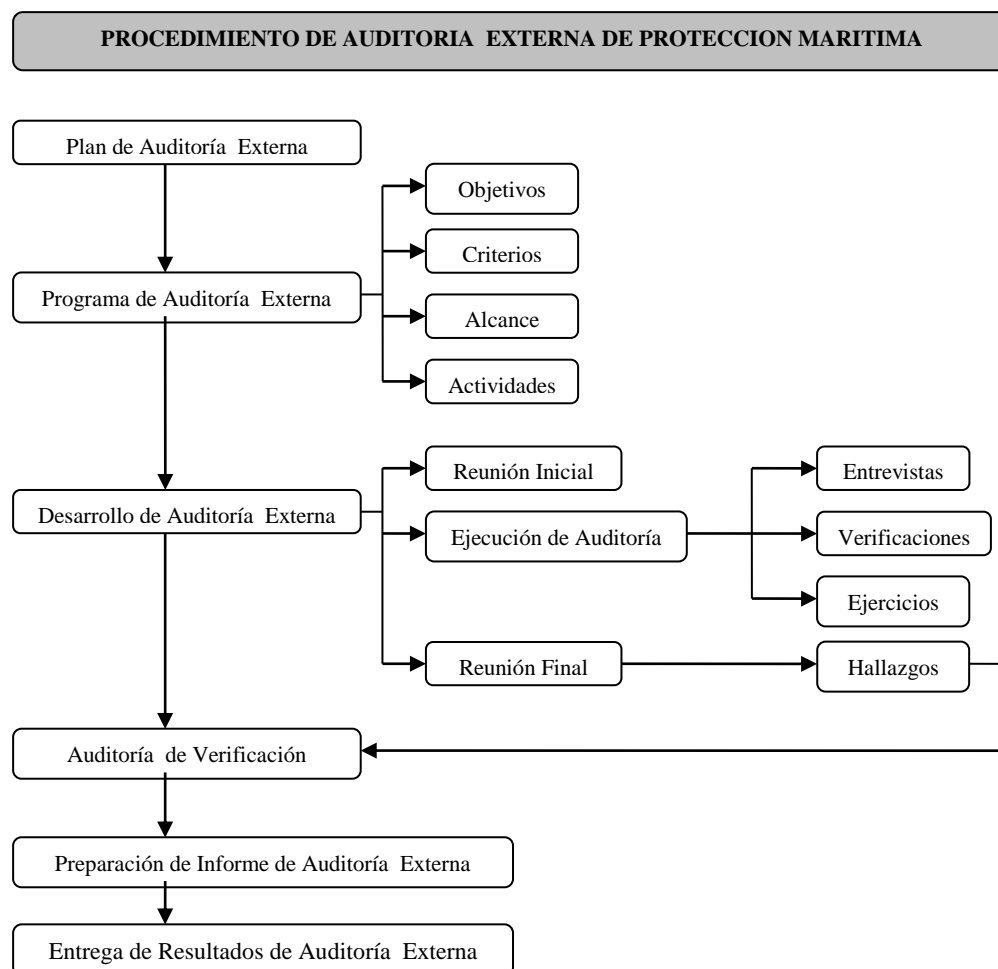 PROCEDIMIENTO DE AUDITORIA EXTERNA DE PROTECCION MARITIMA
Plan de Auditoría Externa
Objetivos
Criterios
Programa de Auditoría Externa
Alcance
Actividades
Reunión Inicial
Entrevistas
Desarrollo de Auditoría Externa
Ejecución de Auditoría
Verificaciones
Ejercicios
Reunión Final
Hallazgos
Auditoría de Verificación
Preparación de Informe de Auditoría Externa
Entrega de Resultados de Auditoría Externa